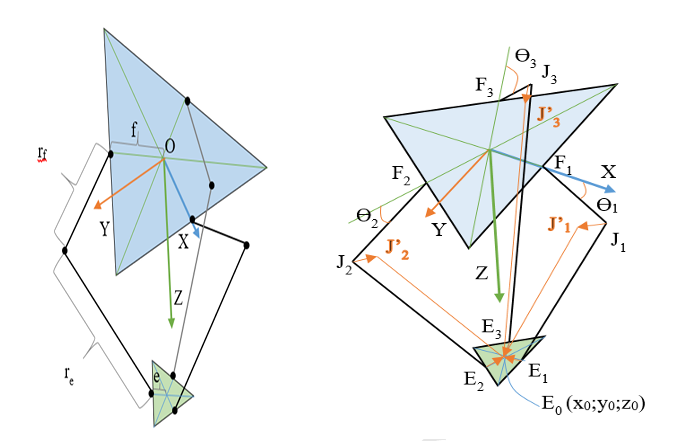 f
O
r_f
Y
X
Z
r_e
e
Θ₃
J₃
F₃
J'₃
F₂
F₁
X
Θ₂
Θ₁
Y
J'₁
J₁
J'₂
J₂
Z
E₃
E₂
E₁
E₀ (x₀;y₀;z₀)